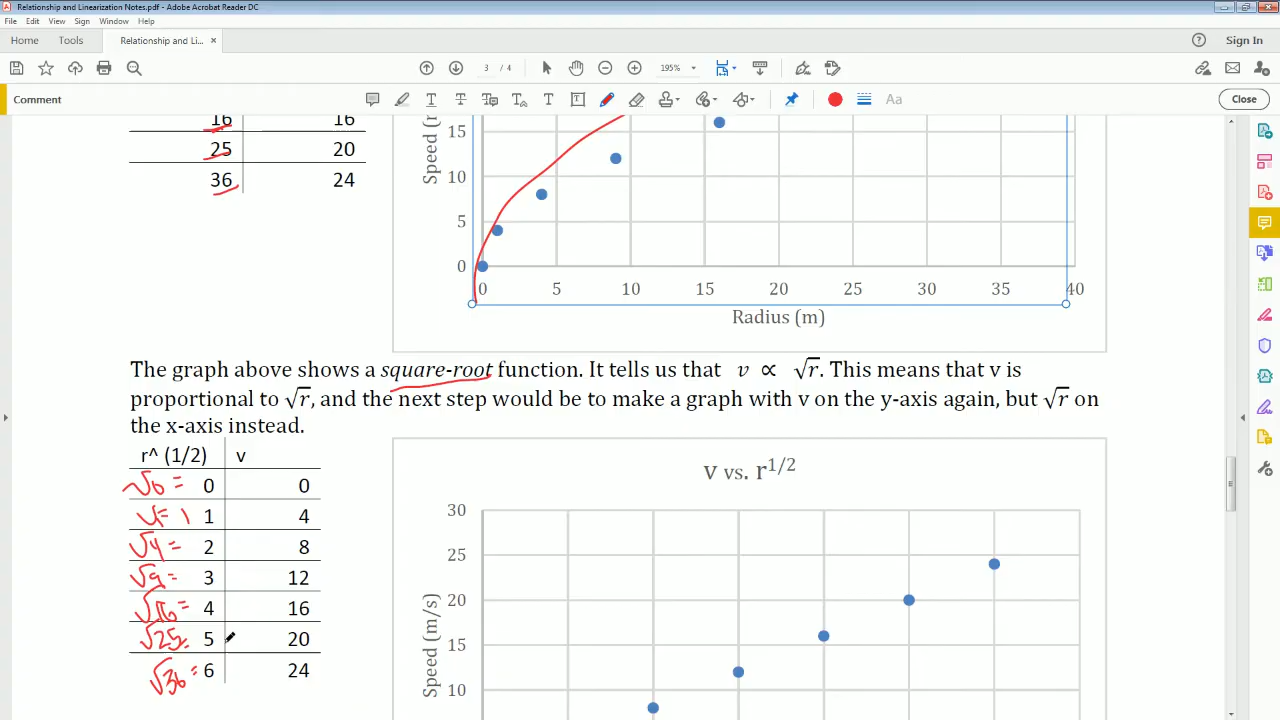 Relationship and Linearization Notes.pdf - Adobe Acrobat Reader DC
File Edit View Sign Window Help
Home Tools Relationship and Li... × Sign In
3 / 4 195%
Comment Aa Close
16 16
25 20
36 24
Speed (m
15
10
5
0
0 5 10 15 20 25 30 35 40
Radius (m)
The graph above shows a square-root function. It tells us that v ∝ √r. This means that v is
proportional to √r, and the next step would be to make a graph with v on the y-axis again, but √r on
the x-axis instead.
r^ (1/2) v
√0 = 0 0
√1 = 1 1 4
√4 = 2 8
√9 = 3 12
√16 = 4 16
√25 = 5 20
√36 = 6 24
v vs. r^1/2
30
25
20
15
10
Speed (m/s)